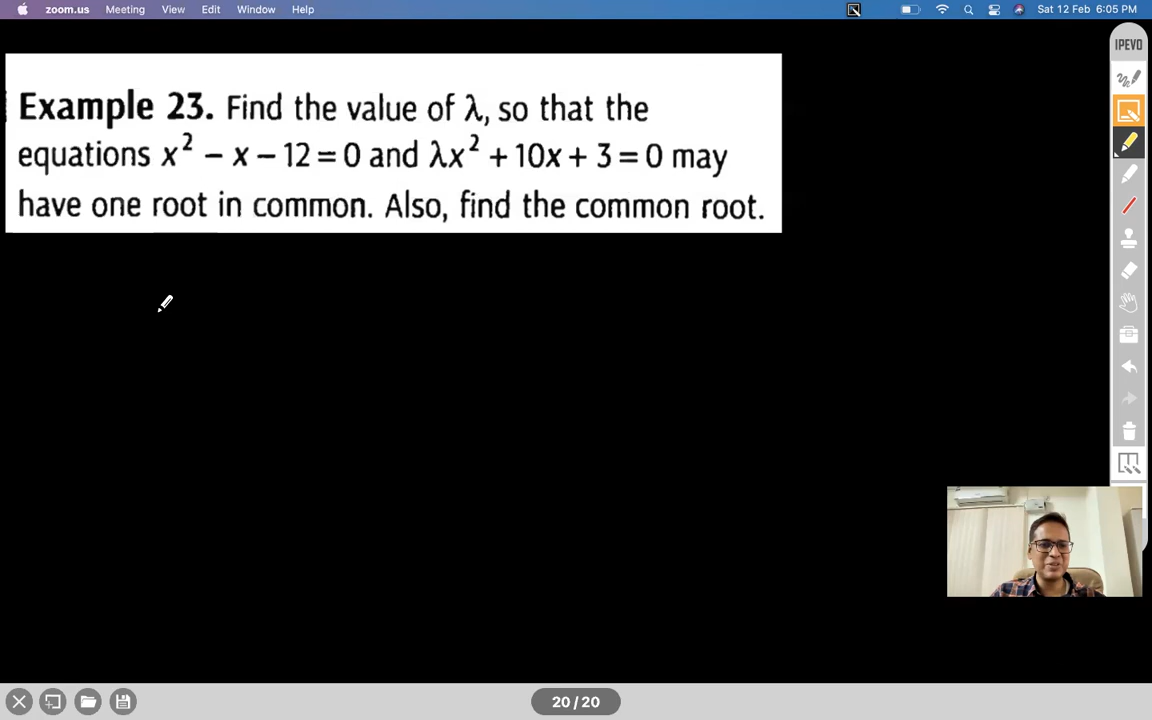 zoom.us Meeting View Edit Window Help Sat 12 Feb 6:05 PM
IPEVO
Example 23. Find the value of λ, so that the
equations x² − x − 12 = 0 and λx² + 10x + 3 = 0 may
have one root in common. Also, find the common root.
20 / 20